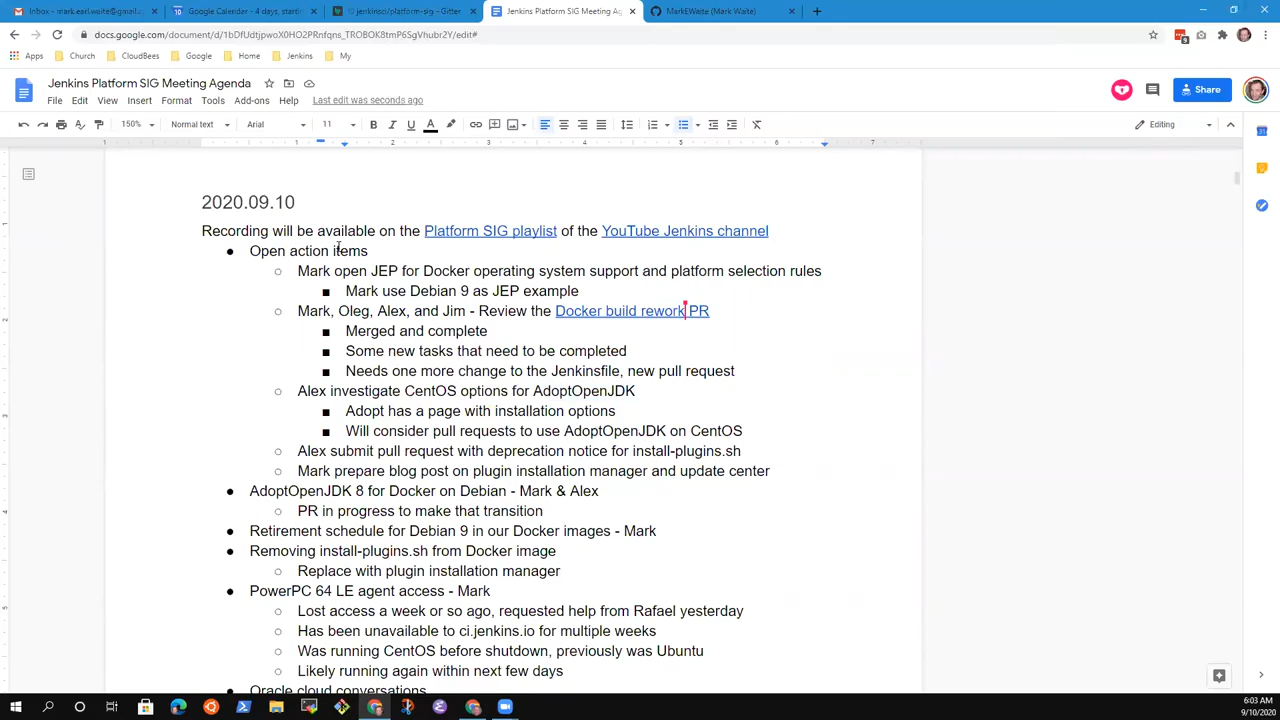 Inbox - mark.earl.waite@gmail.
Google Calendar - 4 days, startin
jenkinsci/platform-sig - Gitter
Jenkins Platform SIG Meeting Agenda
MarkEWaite (Mark Waite)
docs.google.com/document/d/1bDfUdtjpwoX0HO2PRnfqns_TROBOK8tmP6SgVhubr2Y/edit#
Apps Church CloudBees Google Home Jenkins My
Jenkins Platform SIG Meeting Agenda
File Edit View Insert Format Tools Add-ons Help Last edit was seconds ago
Share
150% Normal text Arial 11 Editing
1 1 2 3 4 5 6 7
2020.09.10
Recording will be available on the Platform SIG playlist of the YouTube Jenkins channel
Open action items
Mark open JEP for Docker operating system support and platform selection rules
Mark use Debian 9 as JEP example
Mark, Oleg, Alex, and Jim - Review the Docker build rework PR
Merged and complete
Some new tasks that need to be completed
Needs one more change to the Jenkinsfile, new pull request
Alex investigate CentOS options for AdoptOpenJDK
Adopt has a page with installation options
Will consider pull requests to use AdoptOpenJDK on CentOS
Alex submit pull request with deprecation notice for install-plugins.sh
Mark prepare blog post on plugin installation manager and update center
AdoptOpenJDK 8 for Docker on Debian - Mark & Alex
PR in progress to make that transition
Retirement schedule for Debian 9 in our Docker images - Mark
Removing install-plugins.sh from Docker image
Replace with plugin installation manager
PowerPC 64 LE agent access - Mark
Lost access a week or so ago, requested help from Rafael yesterday
Has been unavailable to ci.jenkins.io for multiple weeks
Was running CentOS before shutdown, previously was Ubuntu
Likely running again within next few days
Oracle cloud conversations
6:03 AM
9/10/2020